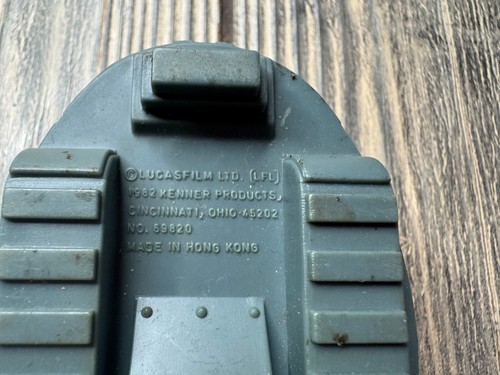 ©LUCASFILM LTD. (LFL)
1982 KENNER PRODUCTS,
CINCINNATI, OHIO 45202
NO. 69820
MADE IN HONG KONG